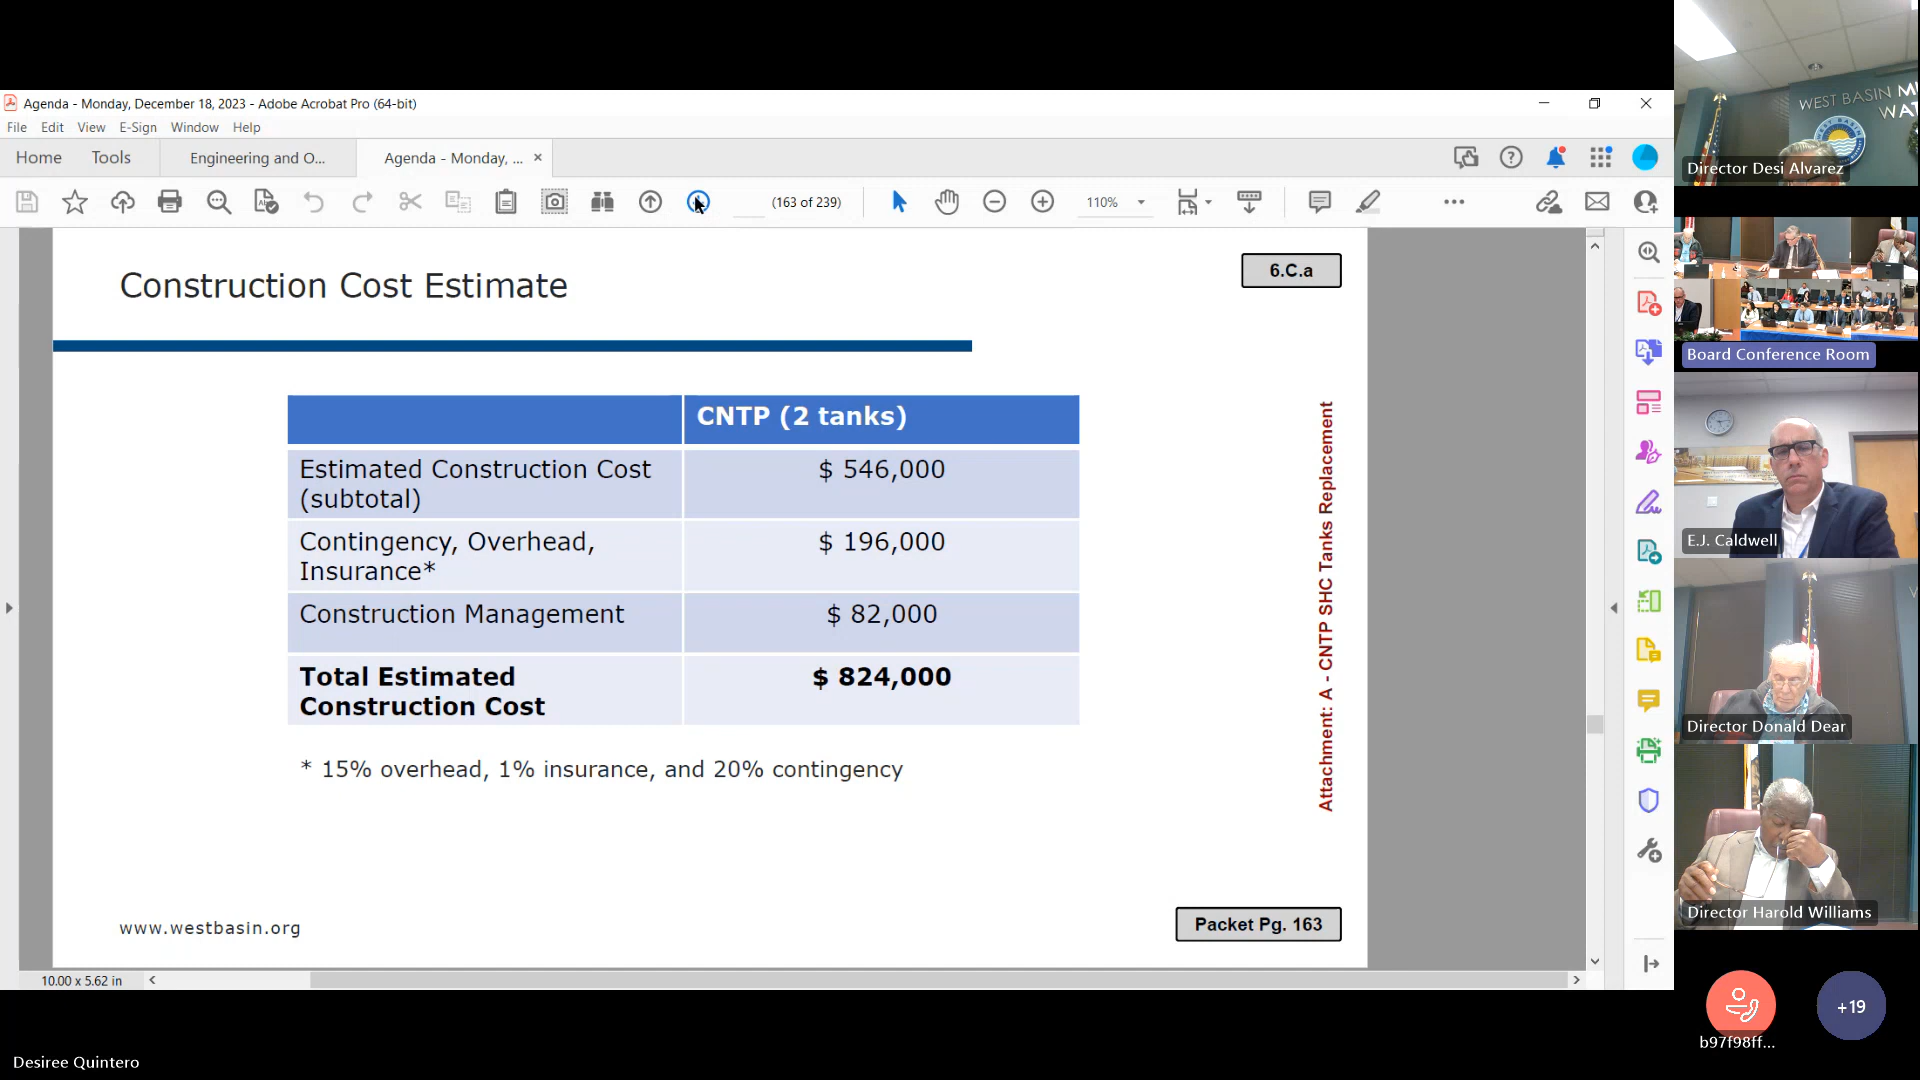 Agenda - Monday, December 18, 2023 - Adobe Acrobat Pro (64-bit)
File Edit View E-Sign Window Help
Home Tools Engineering and O... Agenda - Monday, ...
(163 of 239)
110%
Construction Cost Estimate
6.C.a
CNTP (2 tanks)
Estimated Construction Cost
(subtotal)
$ 546,000
Contingency, Overhead,
Insurance*
$ 196,000
Construction Management
$ 82,000
Total Estimated
Construction Cost
$ 824,000
* 15% overhead, 1% insurance, and 20% contingency
Attachment: A - CNTP SHC Tanks Replacement
www.westbasin.org
Packet Pg. 163
10.00 x 5.62 in
Desiree Quintero
WEST BASIN
Director Desi Alvarez
Board Conference Room
E.J. Caldwell
Director Donald Dear
Director Harold Williams
b97f98ff...
+19